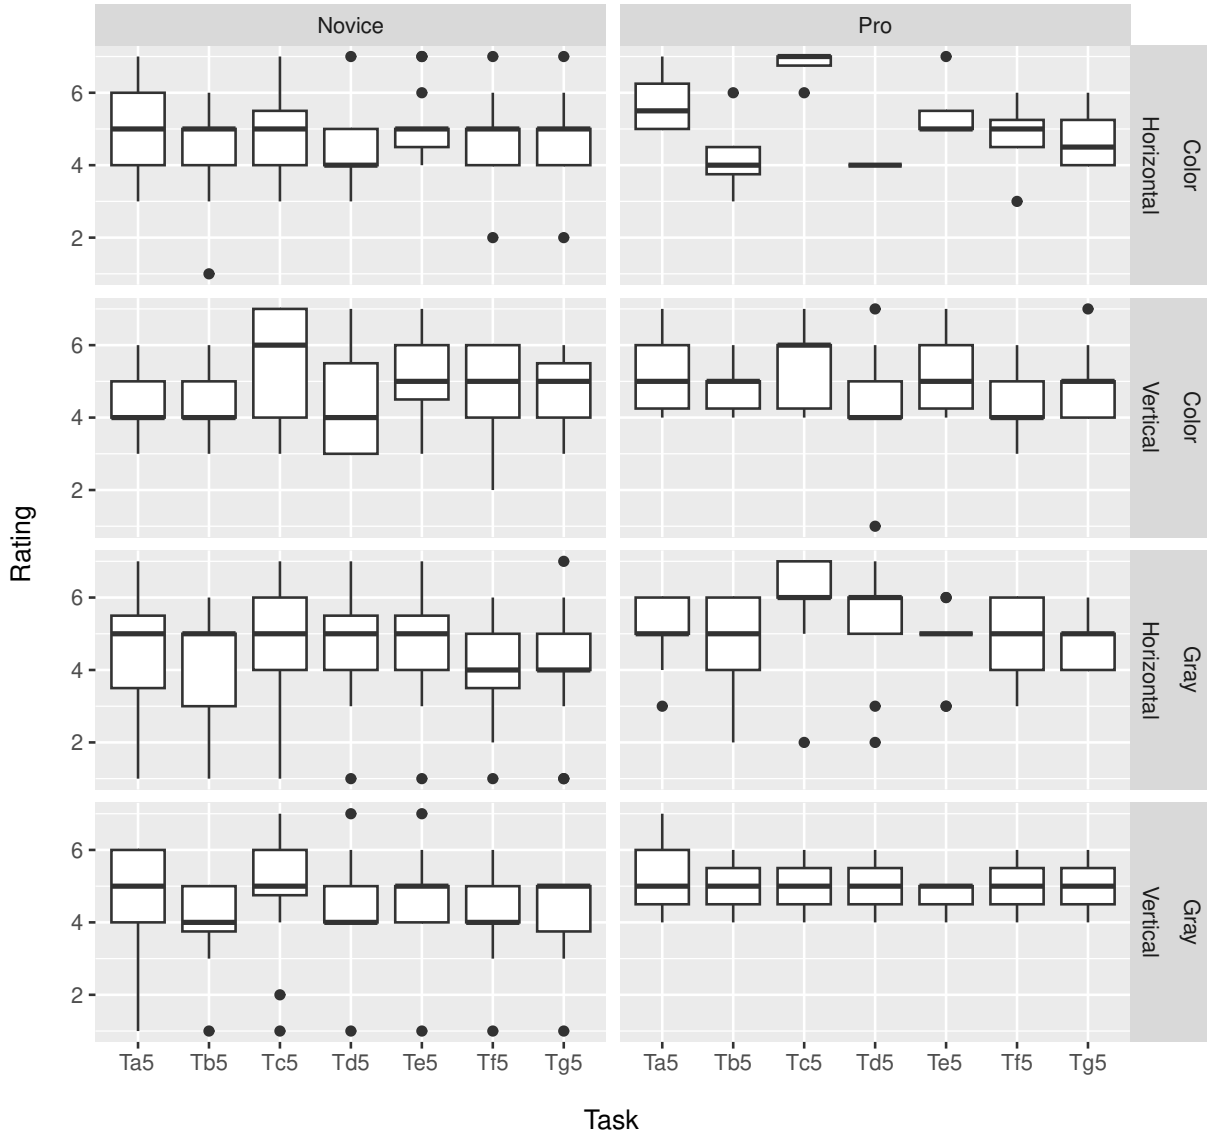 Novice Pro
6
4
2
Color
Horizontal
6
4
2
Color
Vertical
Rating
6
4
2
Gray
Horizontal
6
4
2
Gray
Vertical
Ta5 Tb5 Tc5 Td5 Te5 Tf5 Tg5 Ta5 Tb5 Tc5 Td5 Te5 Tf5 Tg5
Task